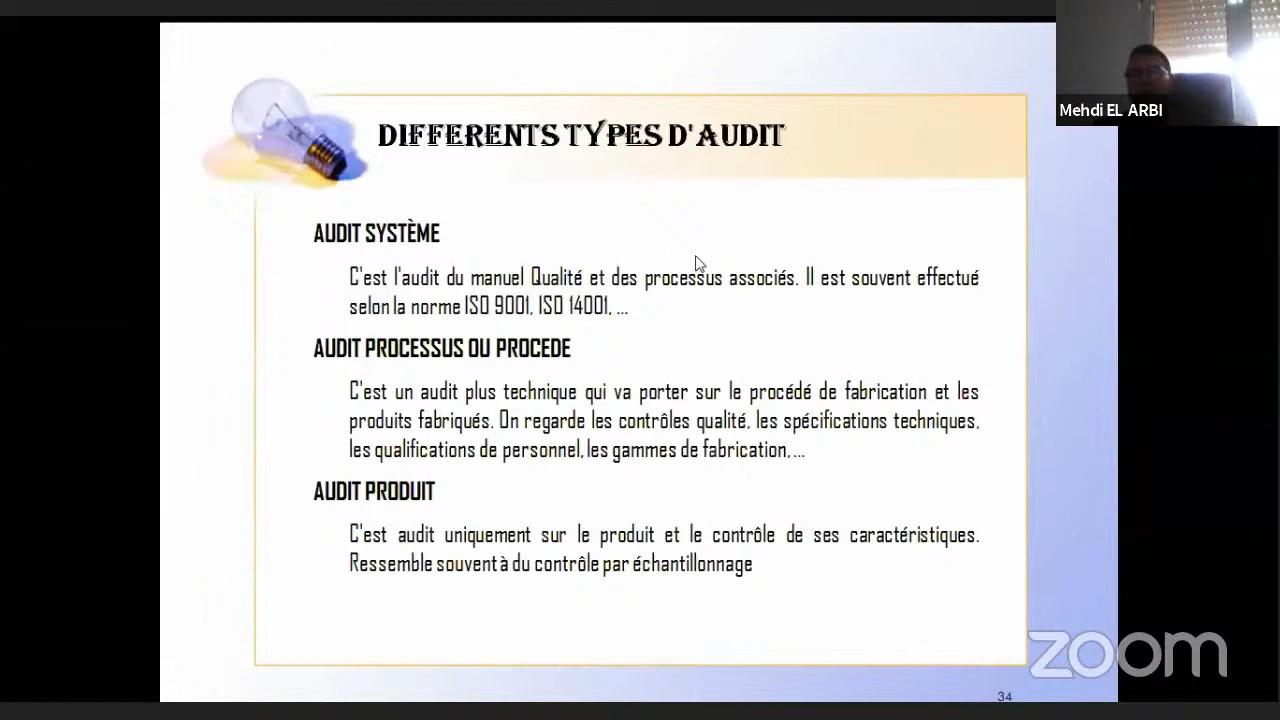 Mehdi EL ARBI
DIFFERENTS TYPES D'AUDIT
AUDIT SYSTÈME
C'est l'audit du manuel Qualité et des processus associés. Il est souvent effectué
selon la norme ISO 9001, ISO 14001, ...
AUDIT PROCESSUS OU PROCEDE
C'est un audit plus technique qui va porter sur le procédé de fabrication et les
produits fabriqués. On regarde les contrôles qualité, les spécifications techniques,
les qualifications de personnel, les gammes de fabrication, ...
AUDIT PRODUIT
C'est audit uniquement sur le produit et le contrôle de ses caractéristiques.
Ressemble souvent à du contrôle par échantillonnage
zoom
34